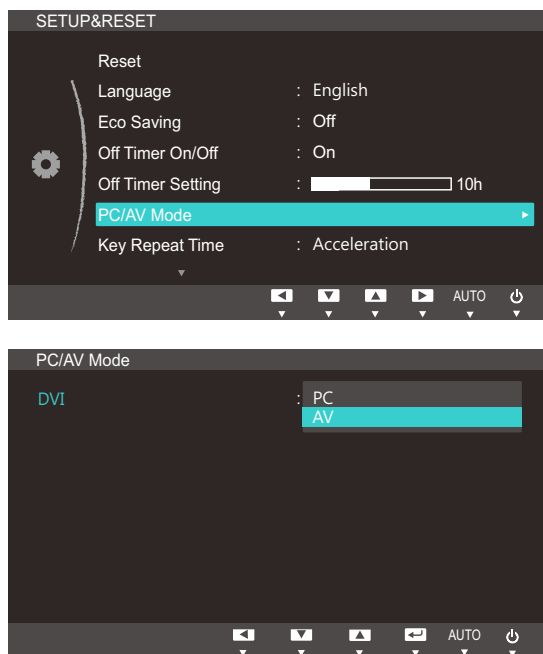 SETUP&RESET
Reset
Language : English
Eco Saving : Off
Off Timer On/Off : On
Off Timer Setting : 10h
PC/AV Mode
Key Repeat Time : Acceleration
AUTO
PC/AV Mode
DVI : PC
AV
AUTO